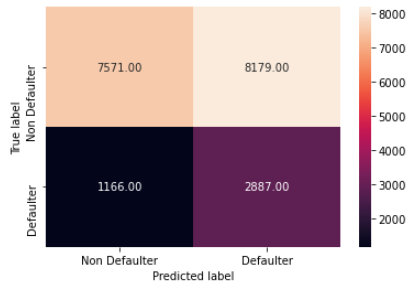 8000
7571.00 8179.00
7000
6000
5000
4000
1166.00 2887.00
3000
2000
True label
Non Defaulter
Defaulter
Non Defaulter Defaulter
Predicted label